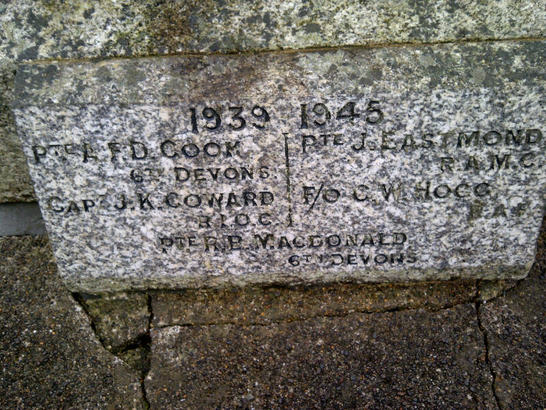 1939 1945
PTE A.F.D. COOK
6TH DEVONS
CAPT J.K. COWARD
R.I.O.C.
PTE J. EASTMOND
R.A.M.C.
F/O C.W. HOGG
R.A.F.
PTE R.B. MACDONALD
6TH DEVONS